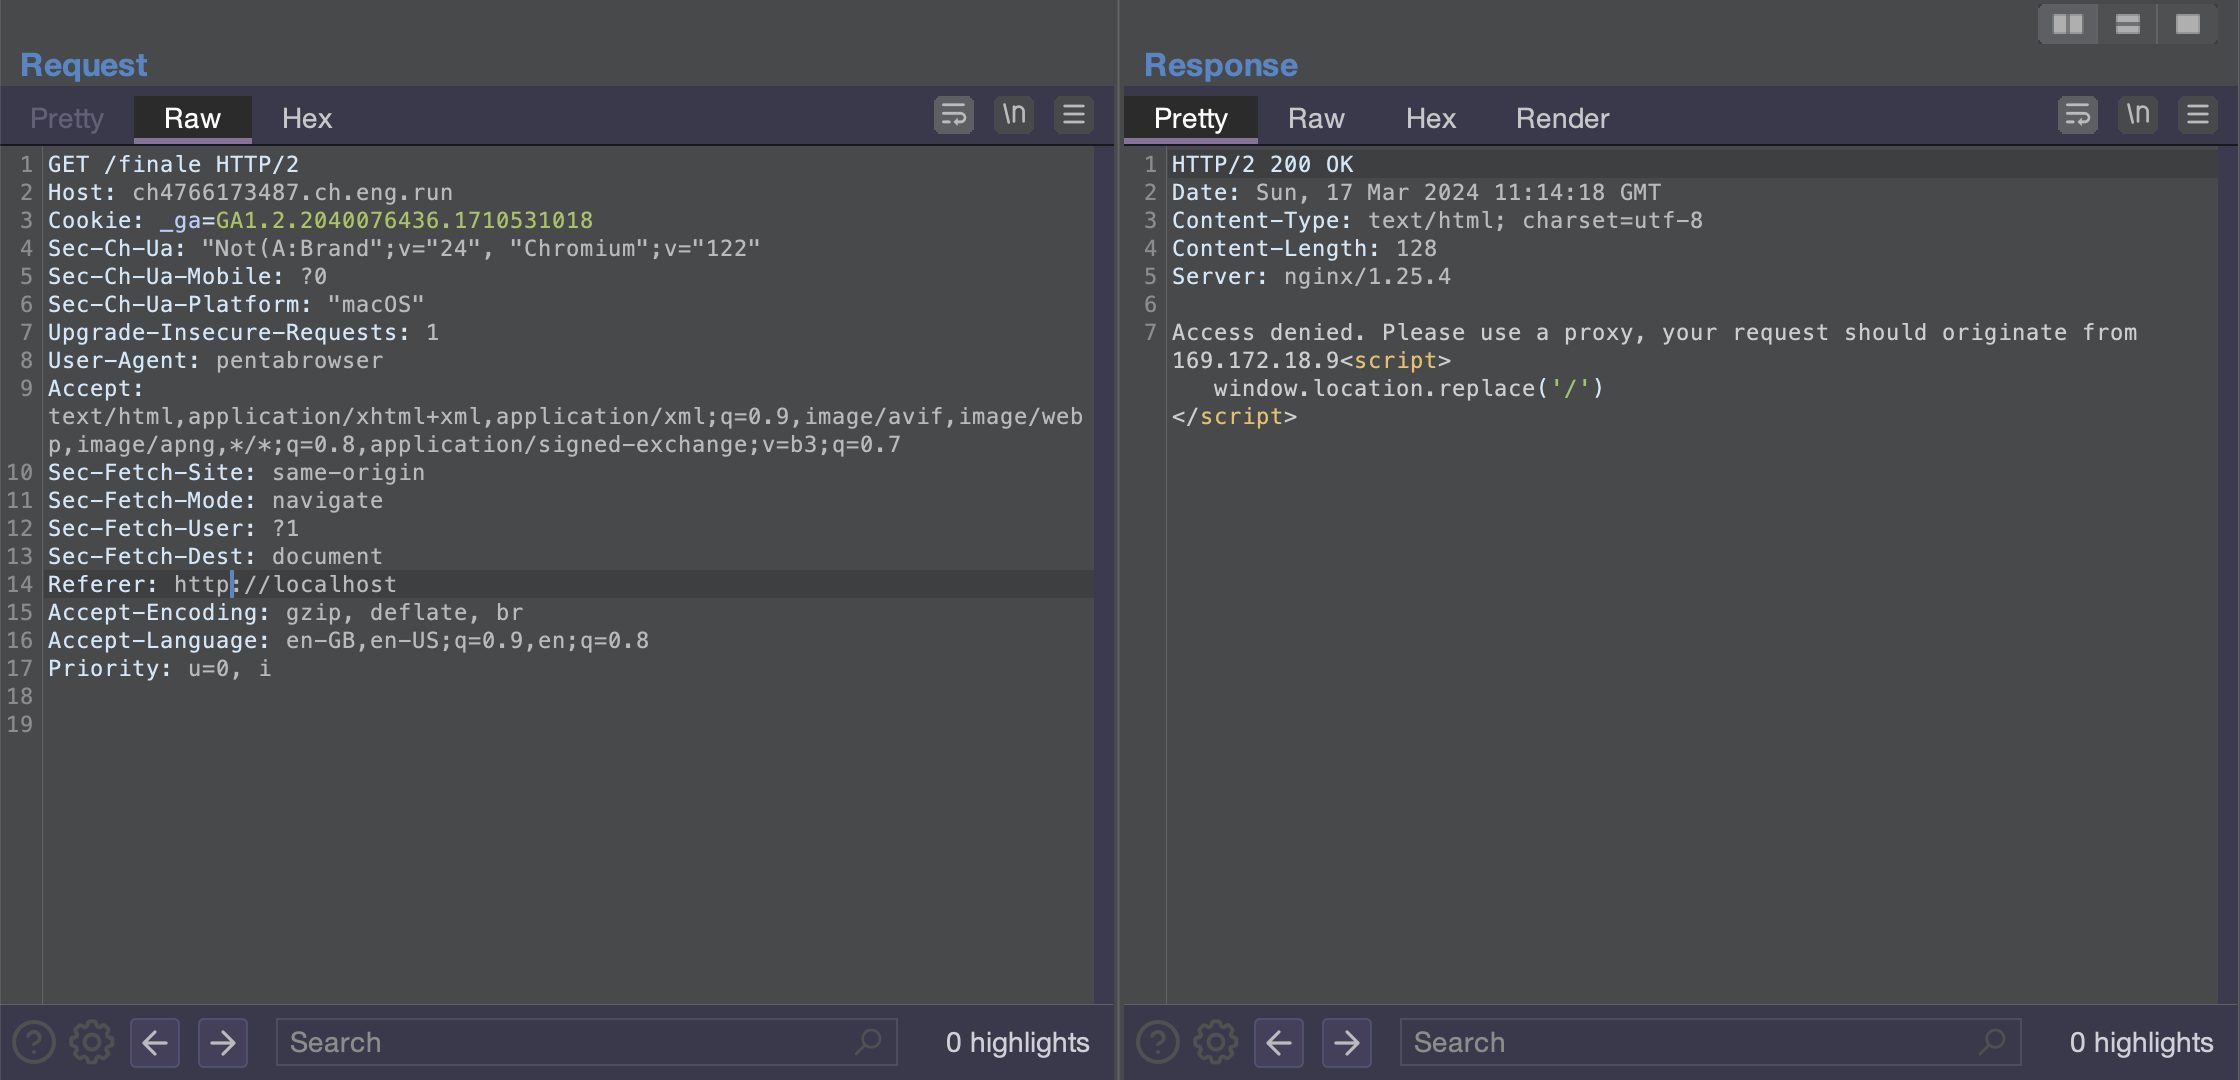 Request
Pretty Raw Hex \n
1 GET /finale HTTP/2
2 Host: ch4766173487.ch.eng.run
3 Cookie: _ga=GA1.2.2040076436.1710531018
4 Sec-Ch-Ua: "Not(A:Brand";v="24", "Chromium";v="122"
5 Sec-Ch-Ua-Mobile: ?0
6 Sec-Ch-Ua-Platform: "macOS"
7 Upgrade-Insecure-Requests: 1
8 User-Agent: pentabrowser
9 Accept:
text/html,application/xhtml+xml,application/xml;q=0.9,image/avif,image/web
p,image/apng,*/*;q=0.8,application/signed-exchange;v=b3;q=0.7
10 Sec-Fetch-Site: same-origin
11 Sec-Fetch-Mode: navigate
12 Sec-Fetch-User: ?1
13 Sec-Fetch-Dest: document
14 Referer: http://localhost
15 Accept-Encoding: gzip, deflate, br
16 Accept-Language: en-GB,en-US;q=0.9,en;q=0.8
17 Priority: u=0, i
18
19
? Search 0 highlights
Response
Pretty Raw Hex Render \n
1 HTTP/2 200 OK
2 Date: Sun, 17 Mar 2024 11:14:18 GMT
3 Content-Type: text/html; charset=utf-8
4 Content-Length: 128
5 Server: nginx/1.25.4
6
7 Access denied. Please use a proxy, your request should originate from
169.172.18.9<script>
window.location.replace('/')
</script>
? Search 0 highlights